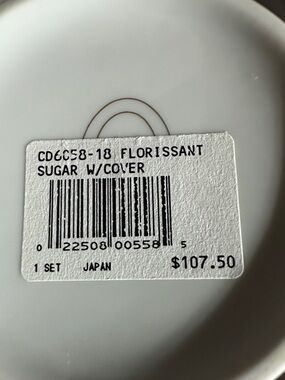 CD6C58-18 FLORISSANT
SUGAR W/COVER
0 22508 00558 5
1 SET JAPAN $107.50